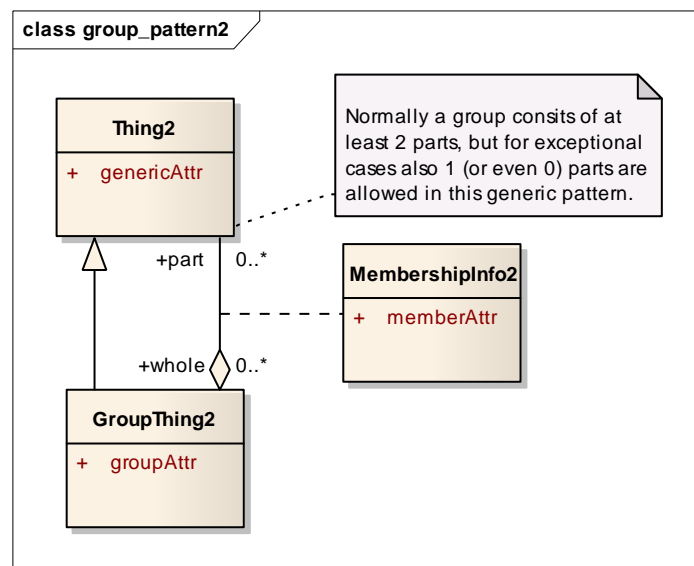 class group_pattern2
Thing2
+ genericAttr
Normally a group consits of at
least 2 parts, but for exceptional
cases also 1 (or even 0) parts are
allowed in this generic pattern.
+part 0..*
MembershipInfo2
+ memberAttr
+whole 0..*
GroupThing2
+ groupAttr